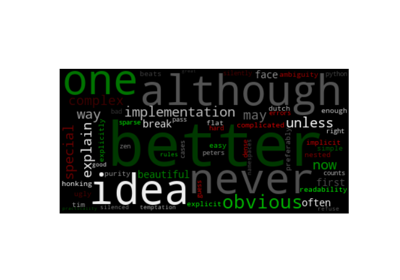 beats
python
one
although
ambiguity
face
complex
enough
way
implementation
may
dutch
errors
explicitly
sparse
break
pass
flat
unless
hard
complicated
right
special
explain
better
zen
rules
cases
easy
peters
preferably
implicit
simple
nested
now
good
purity
beautiful
never
counts
first
honking
idea
guess
readability
tim
silenced
temptation
explicit
obvious
often
refuse